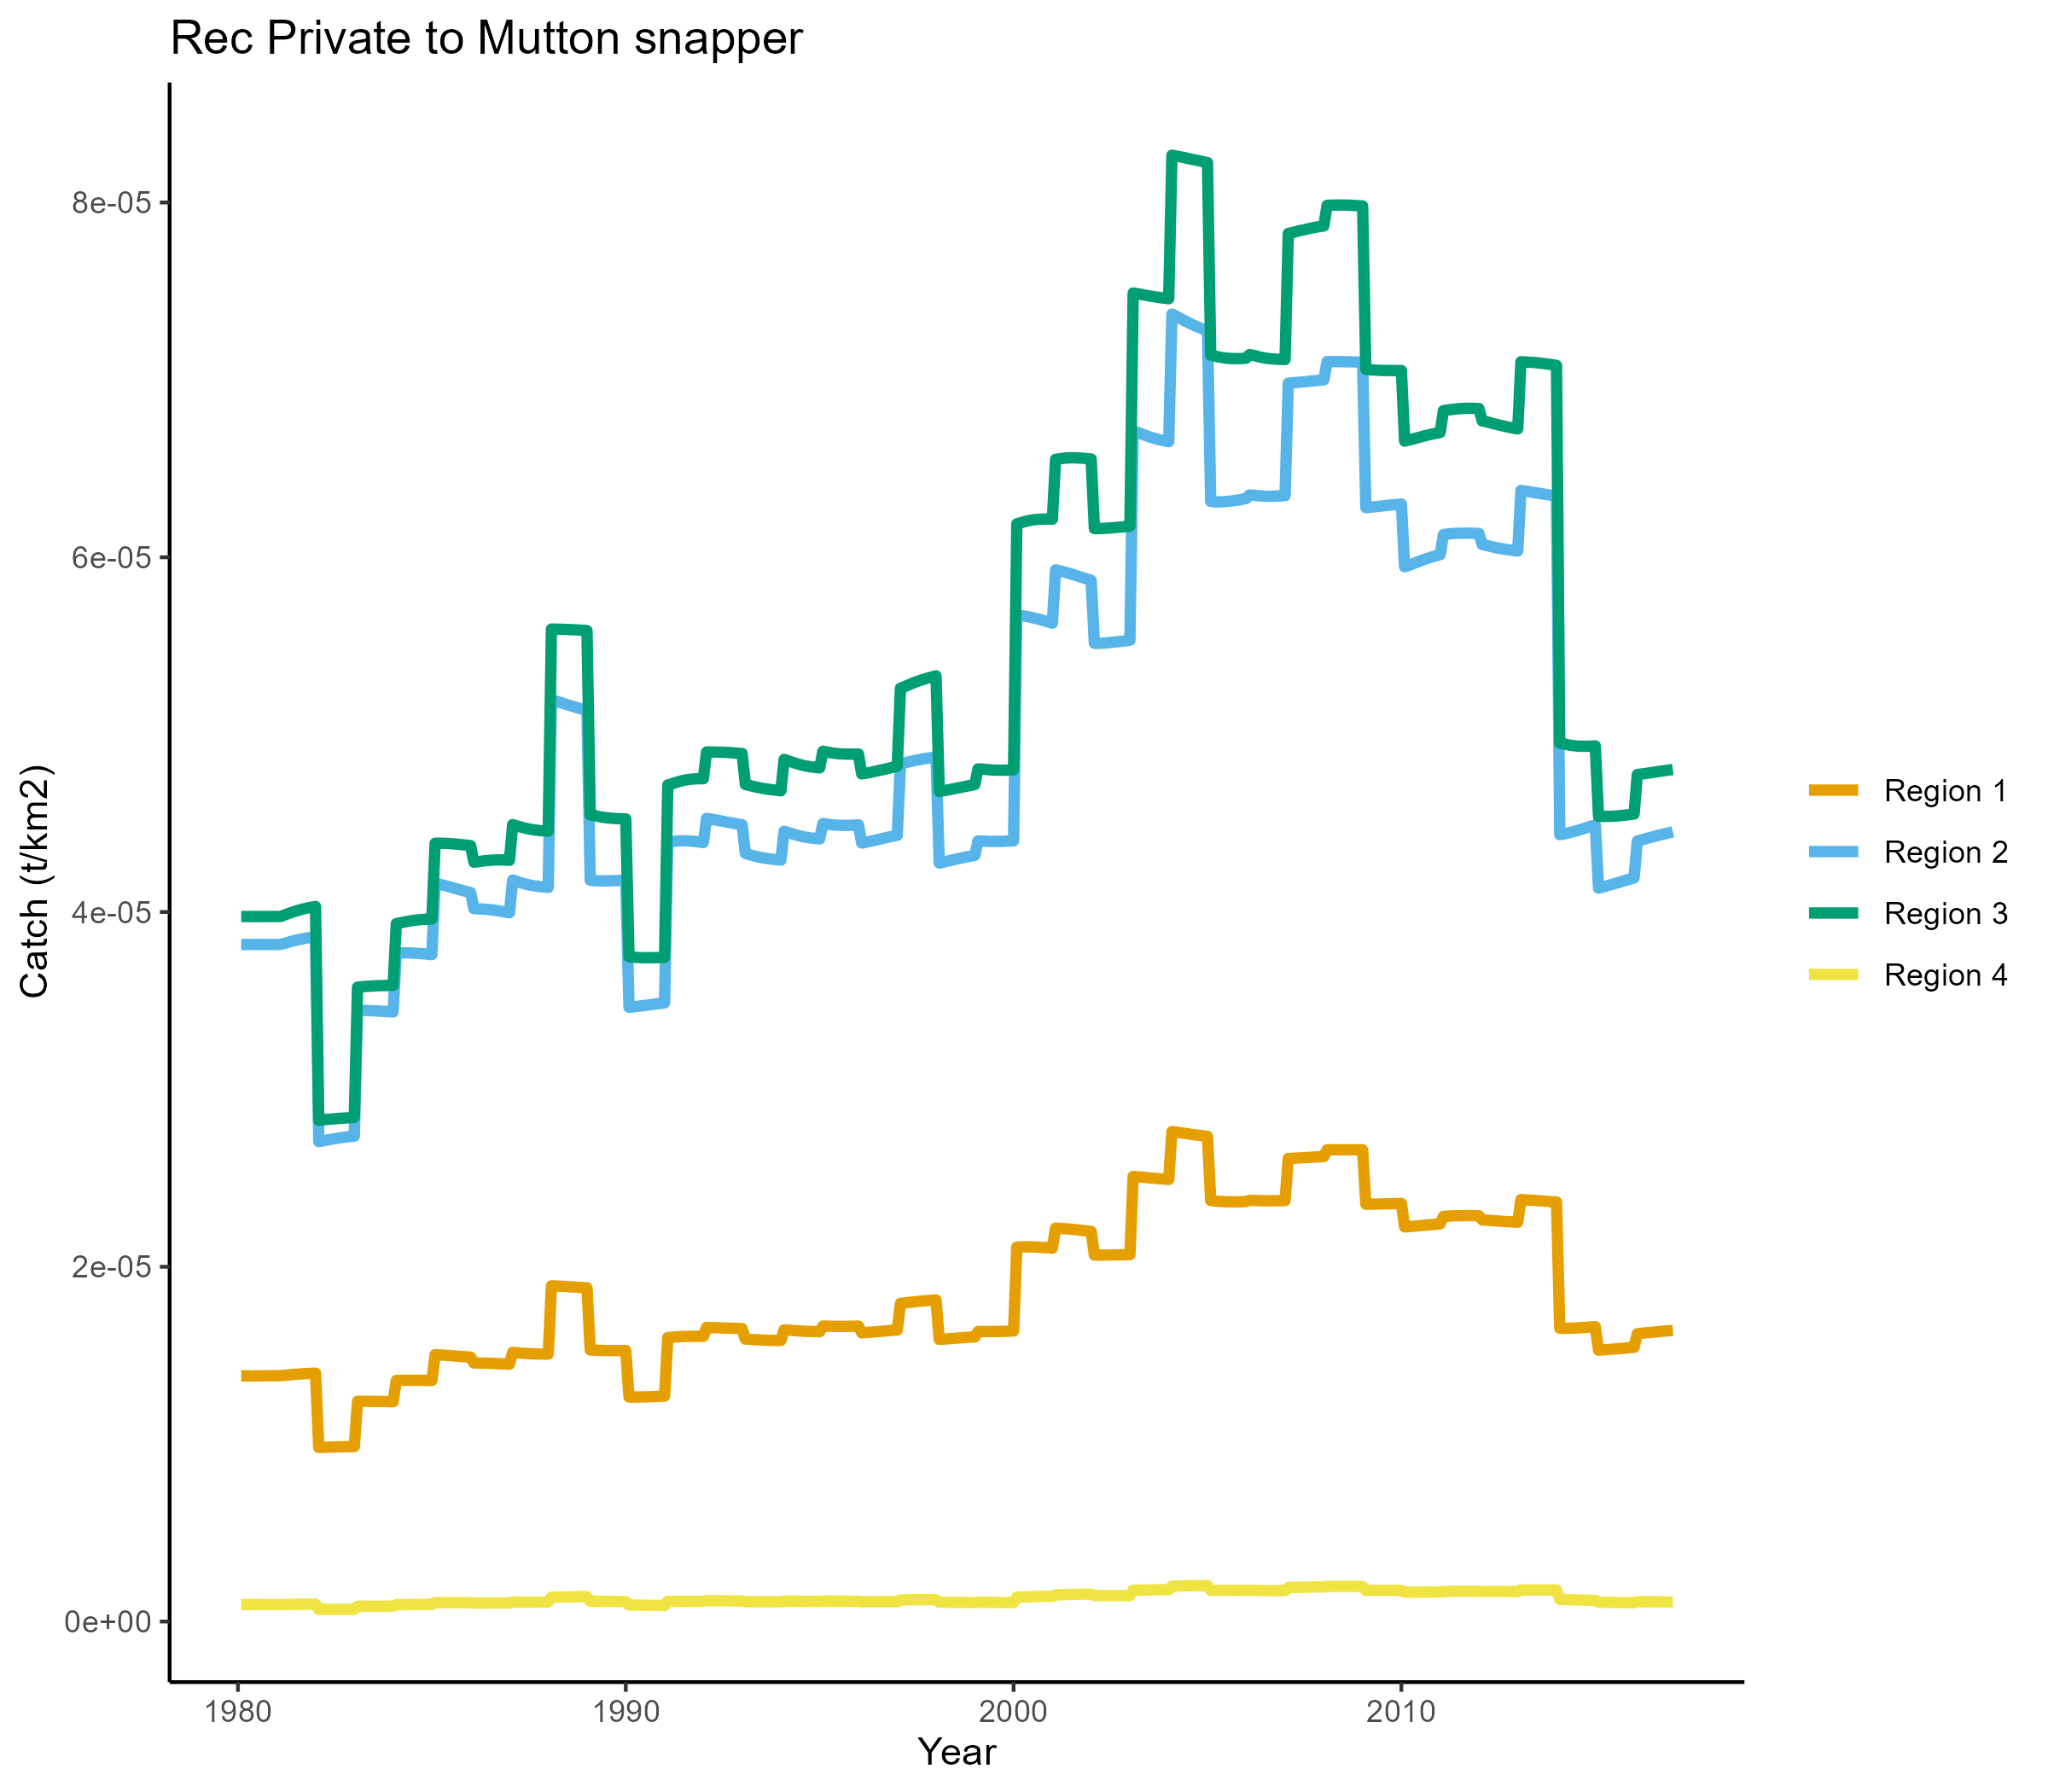 Rec Private to Mutton snapper
Catch (t/km2)
8e-05
6e-05
4e-05
2e-05
0e+00
1980
1990
2000
2010
Year
Region 1
Region 2
Region 3
Region 4